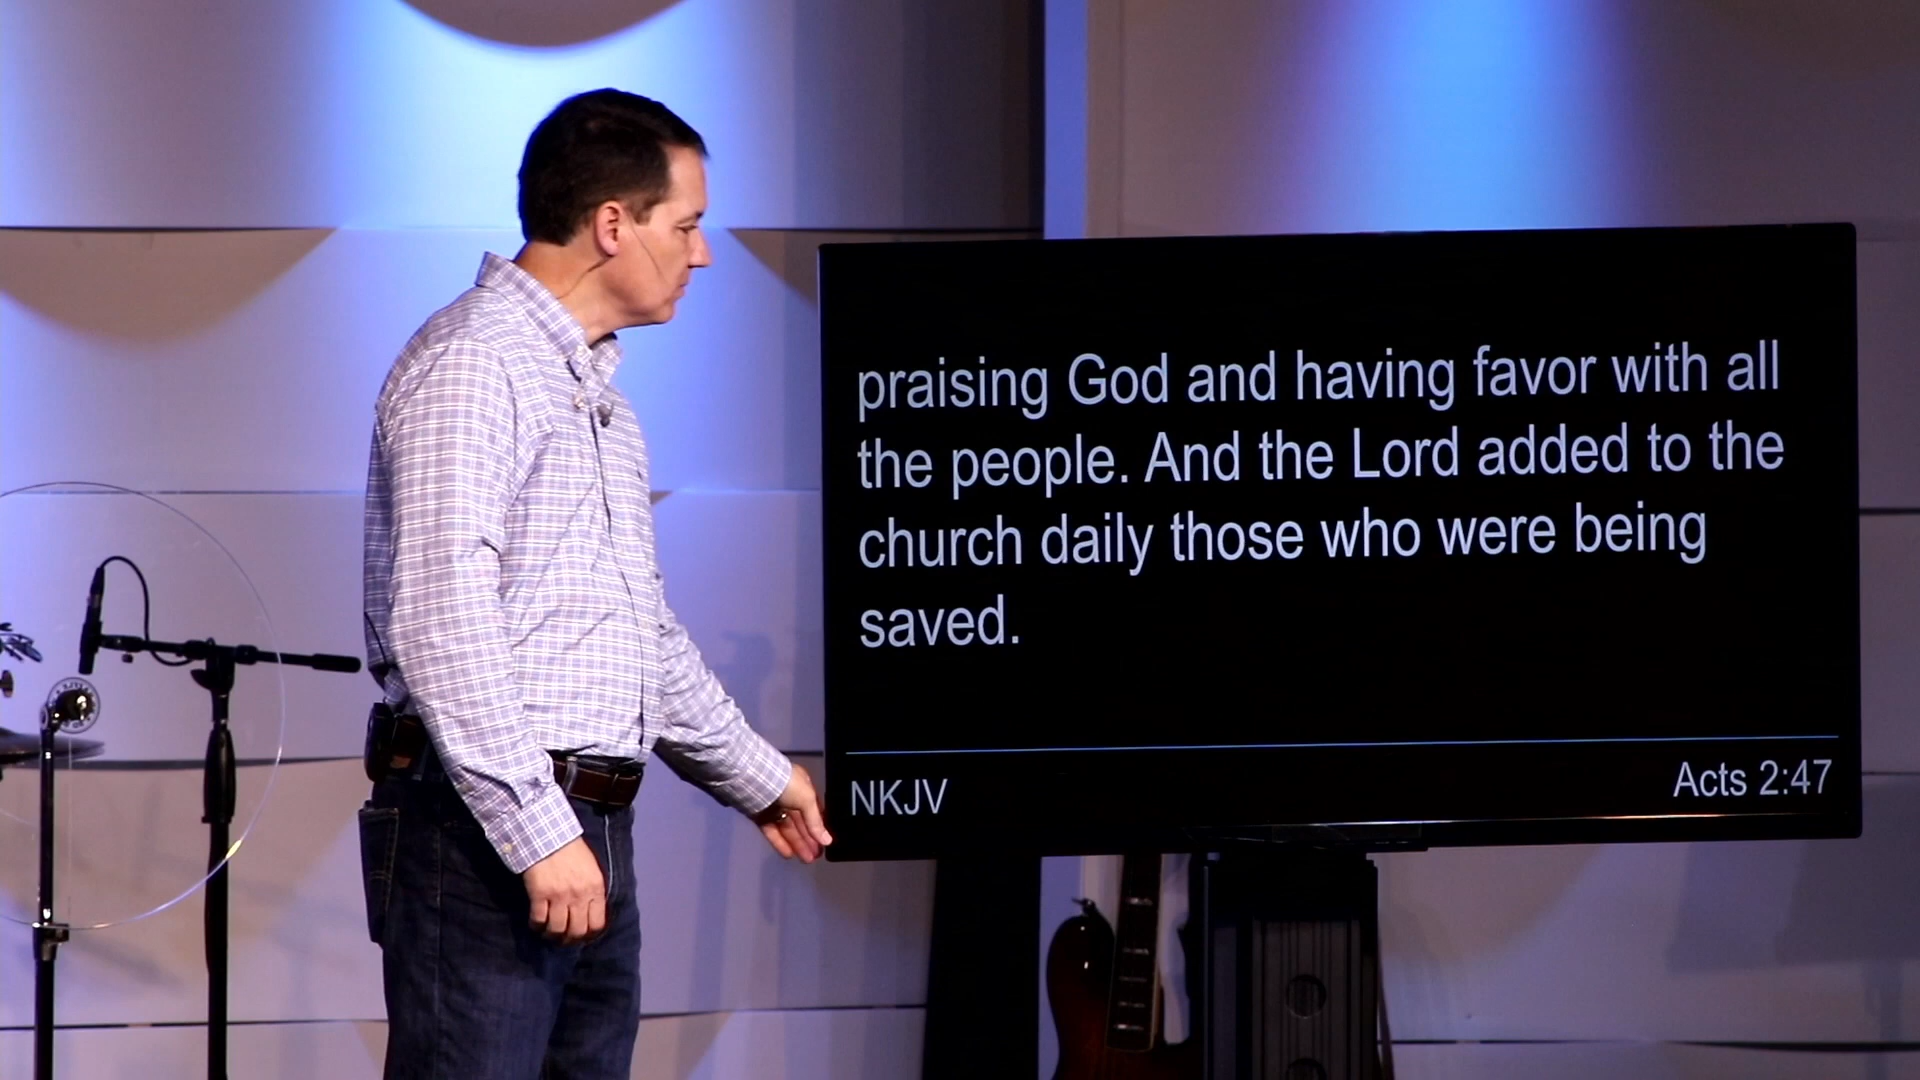 praising God and having favor with all
the people. And the Lord added to the
church daily those who were being
saved.
NKJV
Acts 2:47